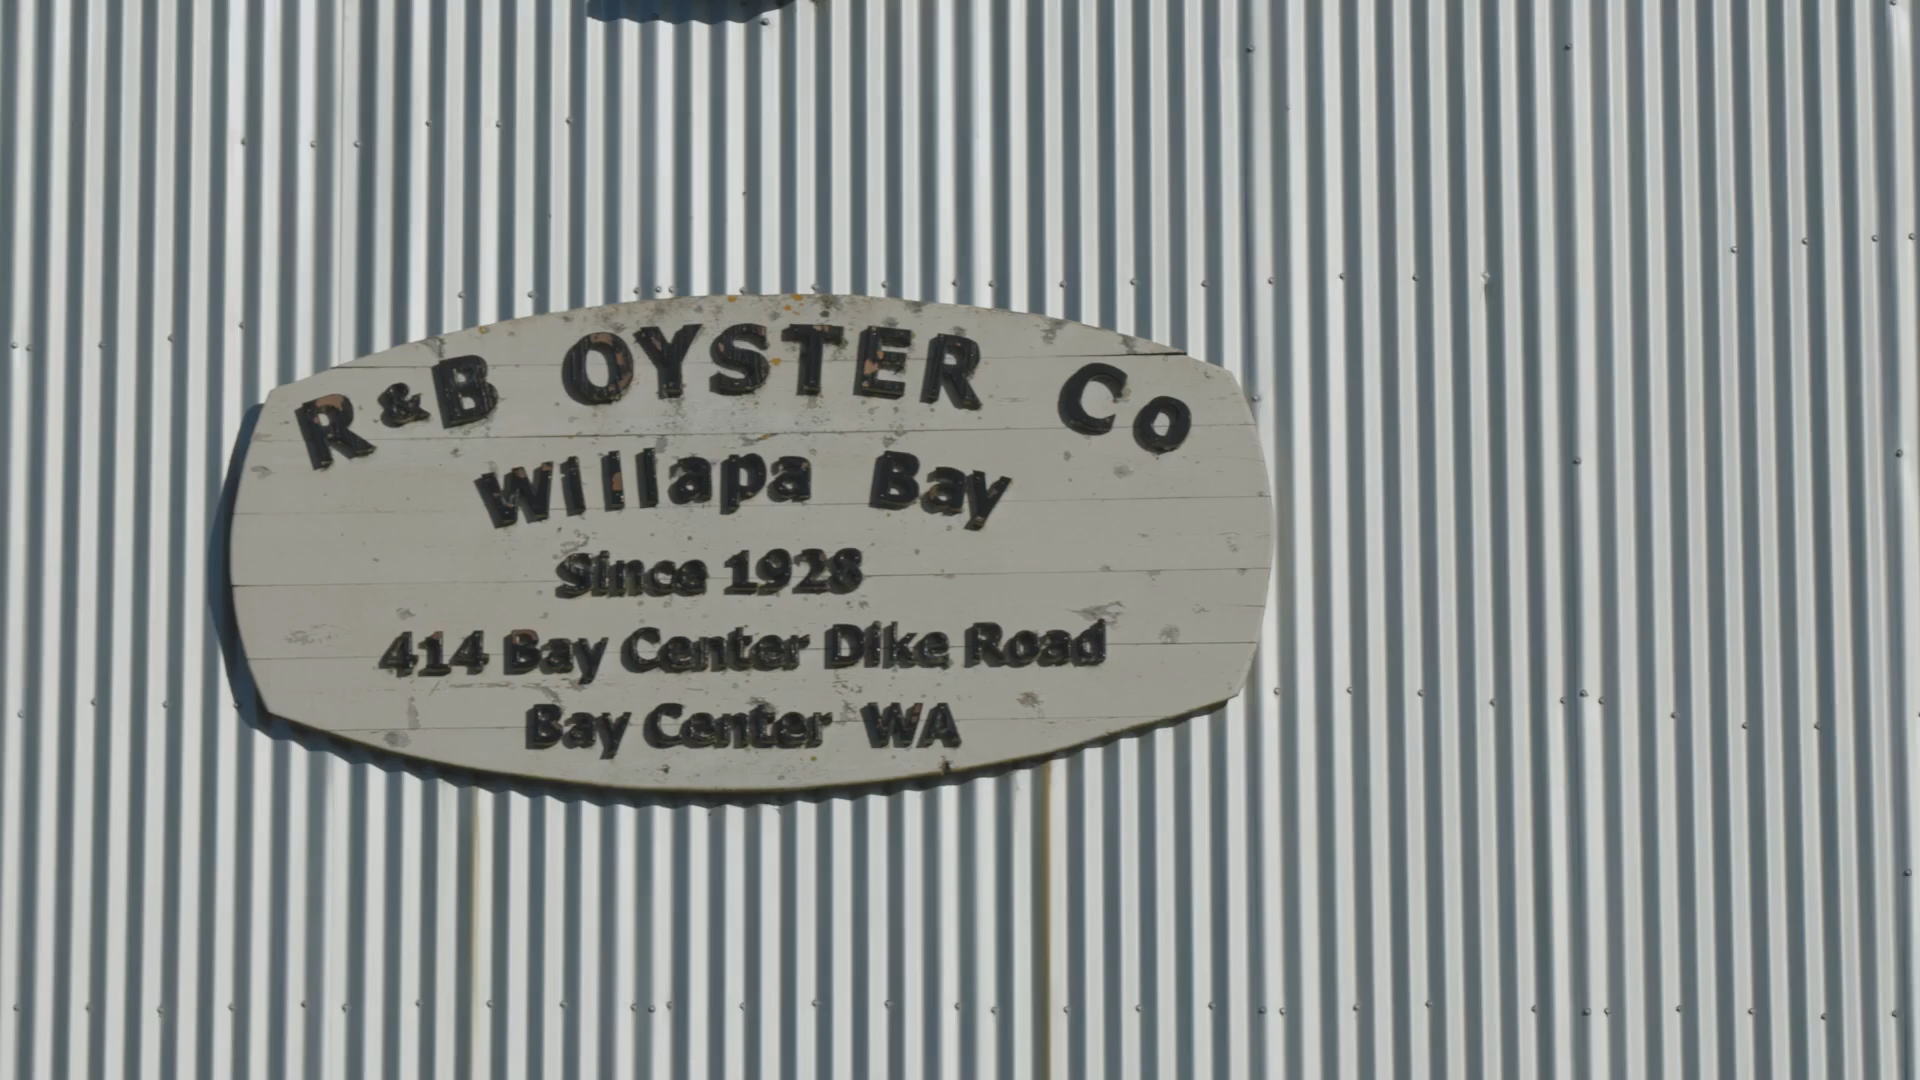 R&B OYSTER Co
Willapa Bay
Since 1928
414 Bay Center Dike Road
Bay Center WA